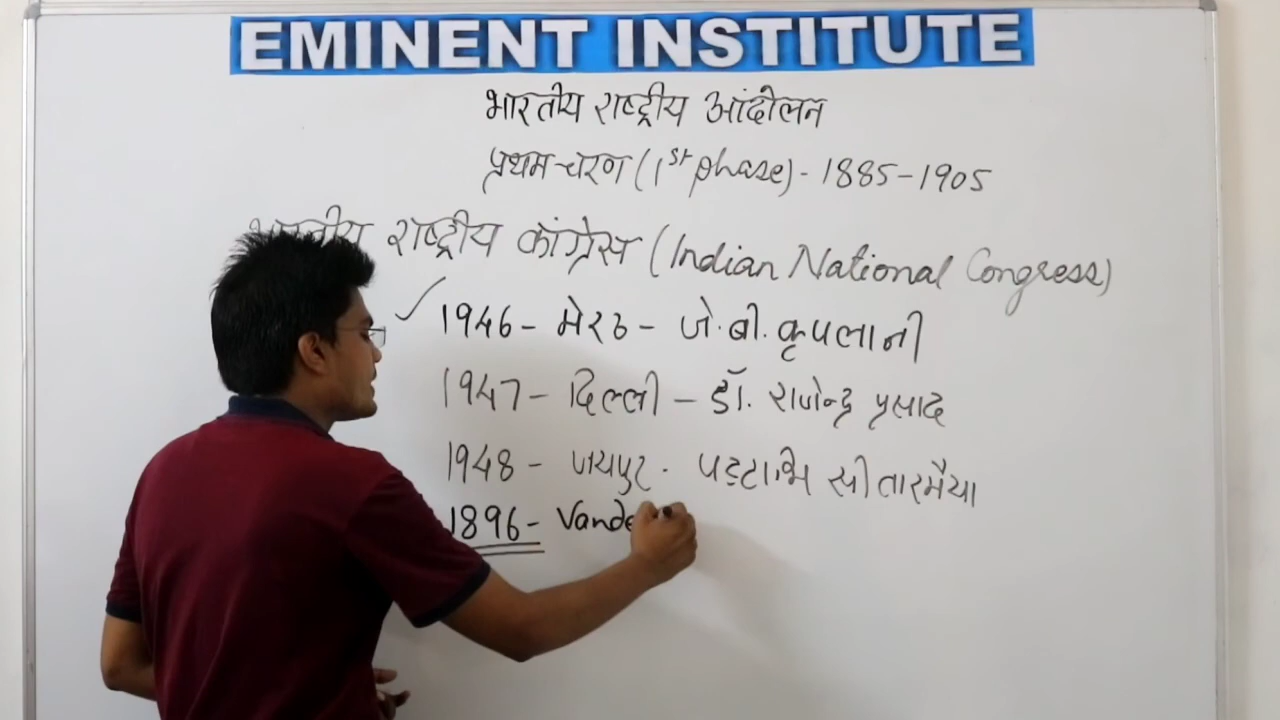 EMINENT INSTITUTE
भारतीय राष्ट्रीय आंदोलन
प्रथम चरण (1st phase) - 1885-1905
भारतीय राष्ट्रीय कांग्रेस (Indian National Congress)
1946 - मेरठ - जे.बी. कृपलानी
1947 - दिल्ली - डॉ. राजेन्द्र प्रसाद
1948 - जयपुर - पट्टाभि सीतारमैया
1896 - Vande